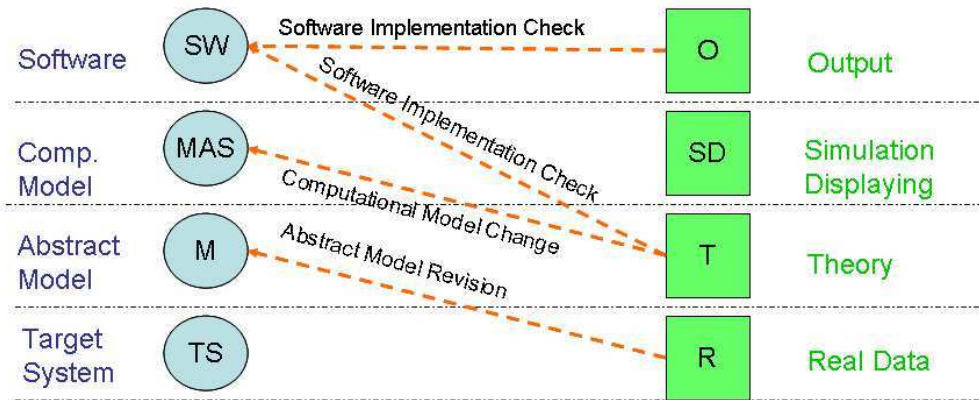 Software
SW
Software Implementation Check
O
Output
Software Implementation Check
Comp.
Model
MAS
SD
Simulation
Displaying
Computational Model Change
Abstract
Model
M
Abstract Model Revision
T
Theory
Target
System
TS
R
Real Data